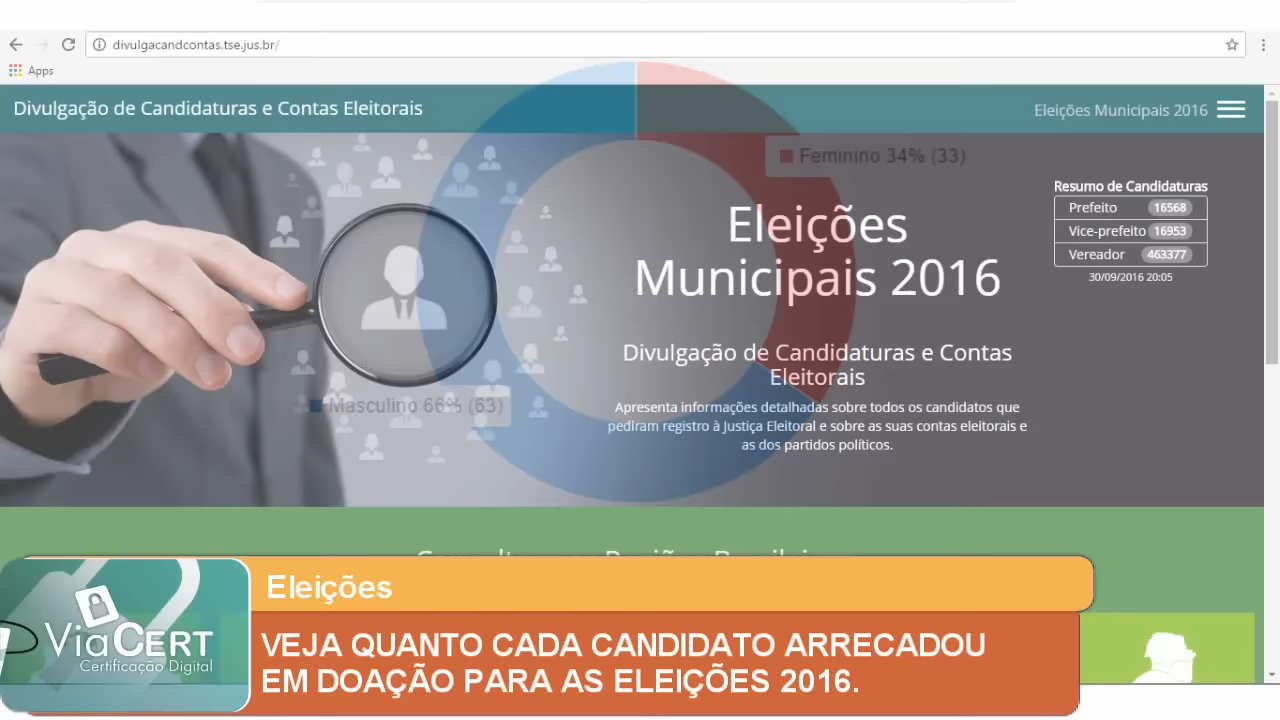 divulgacandcontas.tse.jus.br/
Apps
Divulgação de Candidaturas e Contas Eleitorais
Eleições Municipais 2016
Feminino 34% (33)
Resumo de Candidaturas
Prefeito 16568
Vice-prefeito 16953
Vereador 463377
30/09/2016 20:05
Eleições
Municipais 2016
Divulgação de Candidaturas e Contas
Eleitorais
Apresenta informações detalhadas sobre todos os candidatos que
pediram registro à Justiça Eleitoral e sobre as suas contas eleitorais e
as dos partidos políticos.
Masculino 66% (63)
Eleições
ViaCERT
Certificação Digital
VEJA QUANTO CADA CANDIDATO ARRECADOU
EM DOAÇÃO PARA AS ELEIÇÕES 2016.